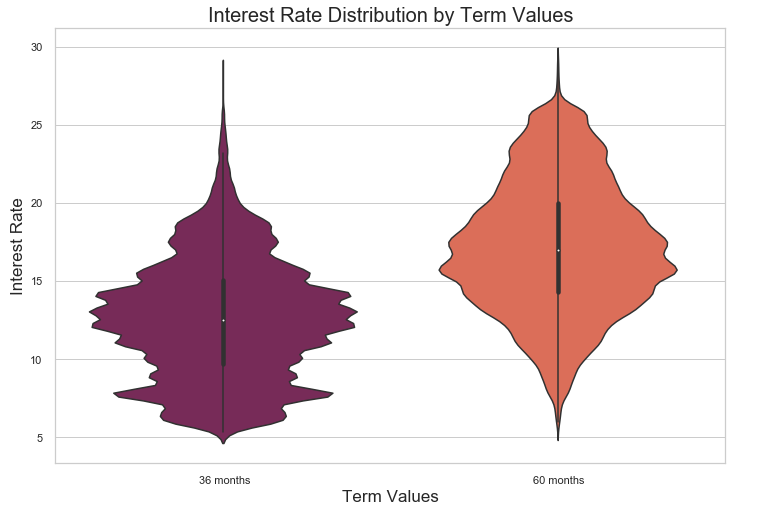 Interest Rate Distribution by Term Values
30
25
20
15
10
5
Interest Rate
36 months
60 months
Term Values